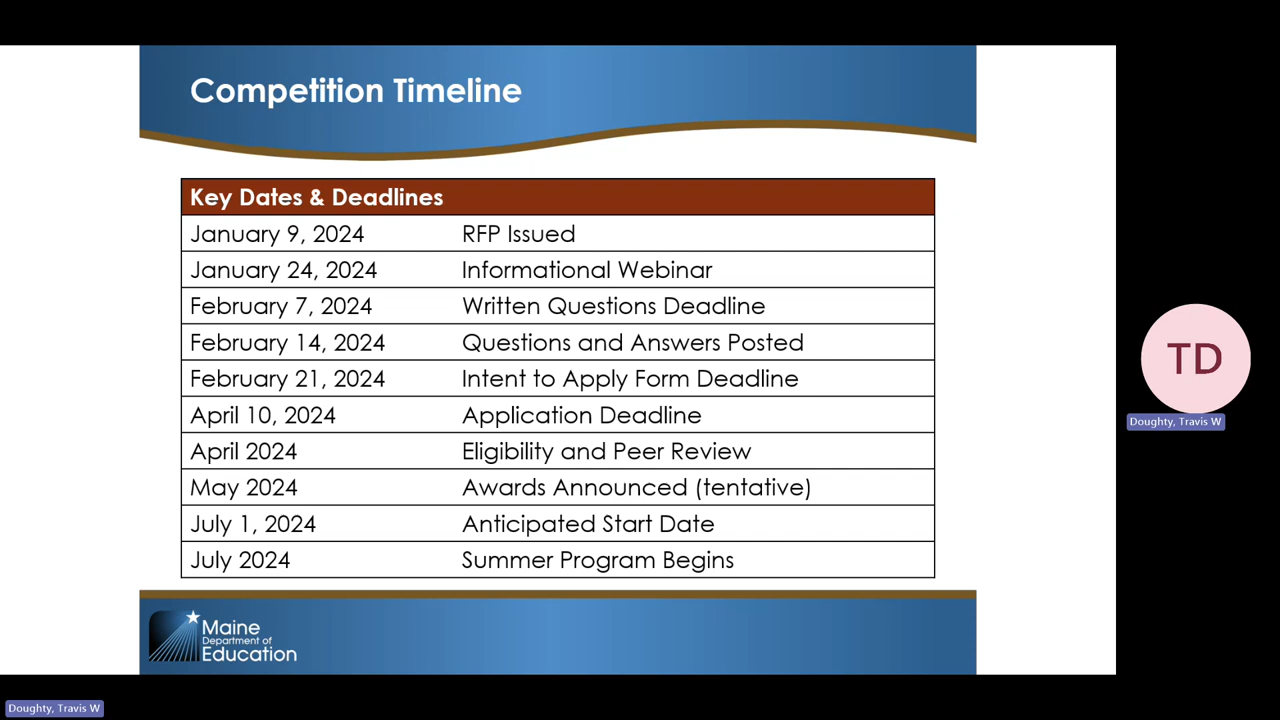 Competition Timeline
Key Dates & Deadlines
January 9, 2024 RFP Issued
January 24, 2024 Informational Webinar
February 7, 2024 Written Questions Deadline
February 14, 2024 Questions and Answers Posted
February 21, 2024 Intent to Apply Form Deadline
April 10, 2024 Application Deadline
April 2024 Eligibility and Peer Review
May 2024 Awards Announced (tentative)
July 1, 2024 Anticipated Start Date
July 2024 Summer Program Begins
Maine
Department of
Education
TD
Doughty, Travis W
Doughty, Travis W